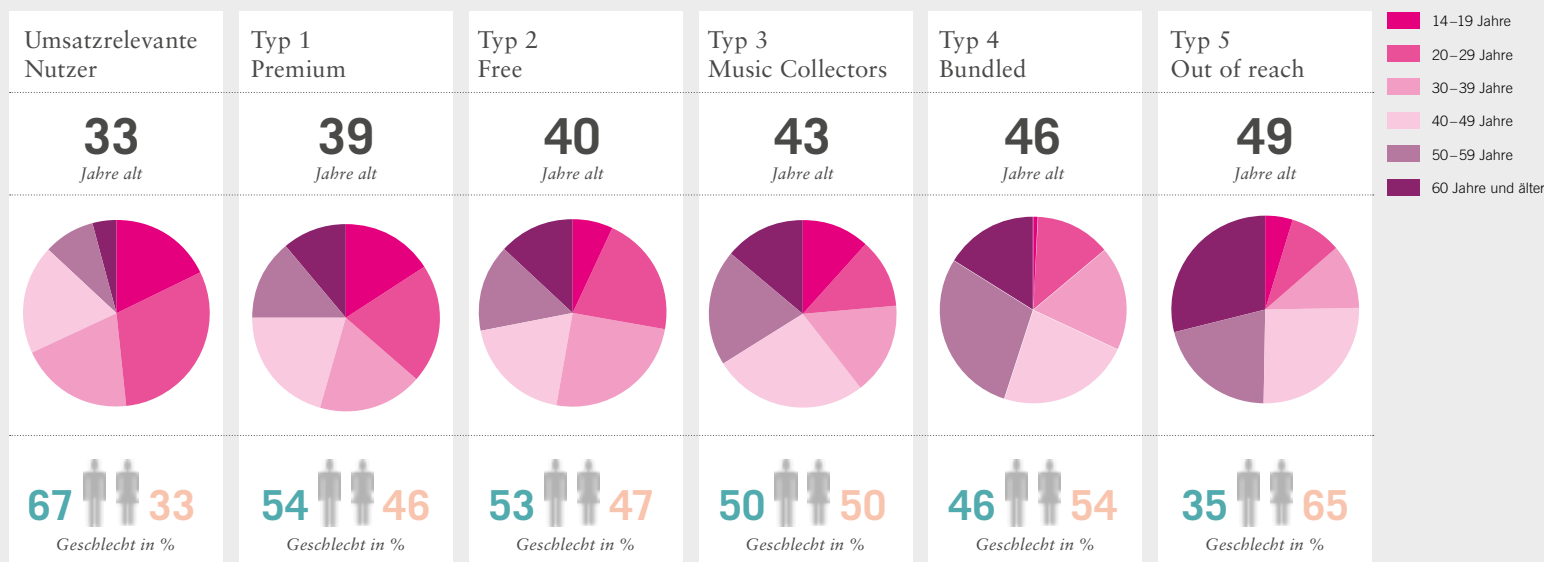 Umsatzrelevante
Nutzer
33
Jahre alt
67
33
Geschlecht in %
Typ 1
Premium
39
Jahre alt
54
46
Geschlecht in %
Typ 2
Free
40
Jahre alt
53
47
Geschlecht in %
Typ 3
Music Collectors
43
Jahre alt
50
50
Geschlecht in %
Typ 4
Bundled
46
Jahre alt
46
54
Geschlecht in %
Typ 5
Out of reach
49
Jahre alt
35
65
Geschlecht in %
14–19 Jahre
20–29 Jahre
30–39 Jahre
40–49 Jahre
50–59 Jahre
60 Jahre und älter